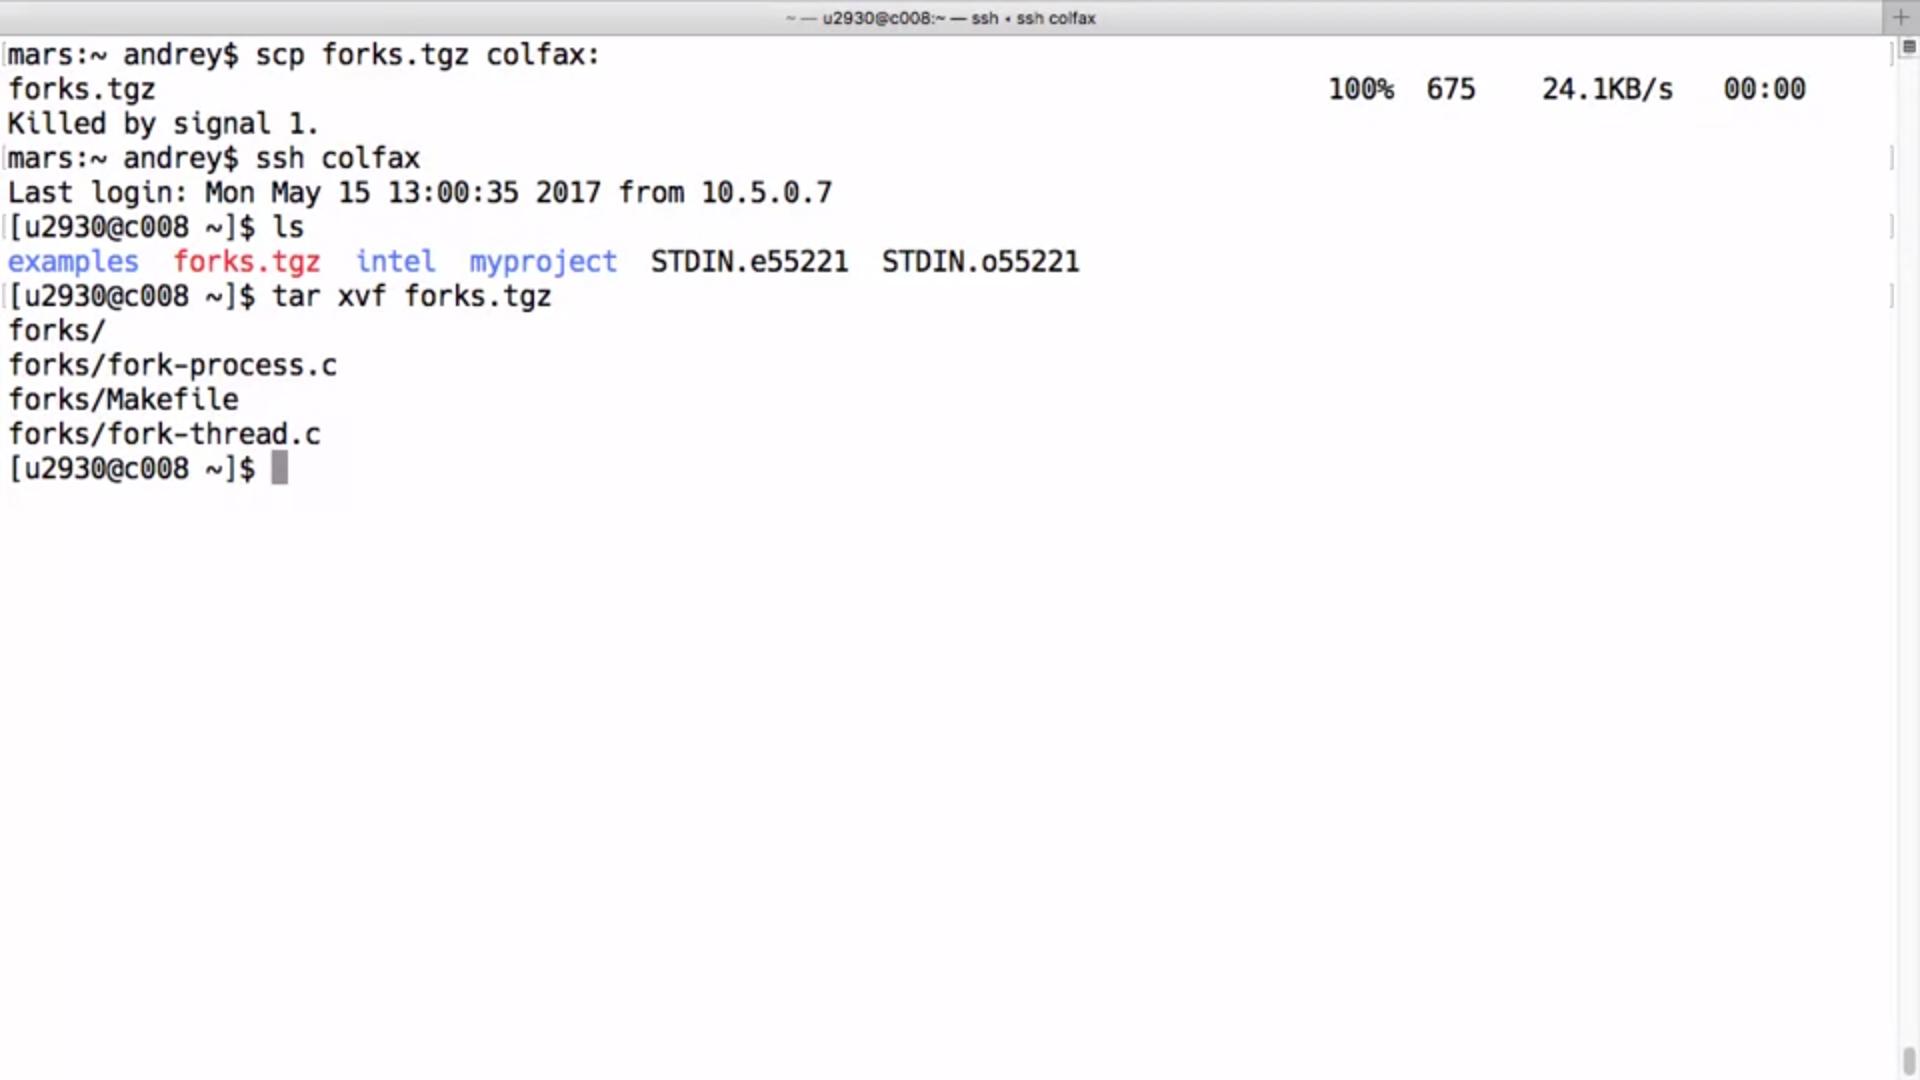 ~ — u2930@c008:~ — ssh • ssh colfax
mars:~ andrey$ scp forks.tgz colfax:
forks.tgz 100% 675 24.1KB/s 00:00
Killed by signal 1.
mars:~ andrey$ ssh colfax
Last login: Mon May 15 13:00:35 2017 from 10.5.0.7
[u2930@c008 ~]$ ls
examples forks.tgz intel myproject STDIN.e55221 STDIN.o55221
[u2930@c008 ~]$ tar xvf forks.tgz
forks/
forks/fork-process.c
forks/Makefile
forks/fork-thread.c
[u2930@c008 ~]$